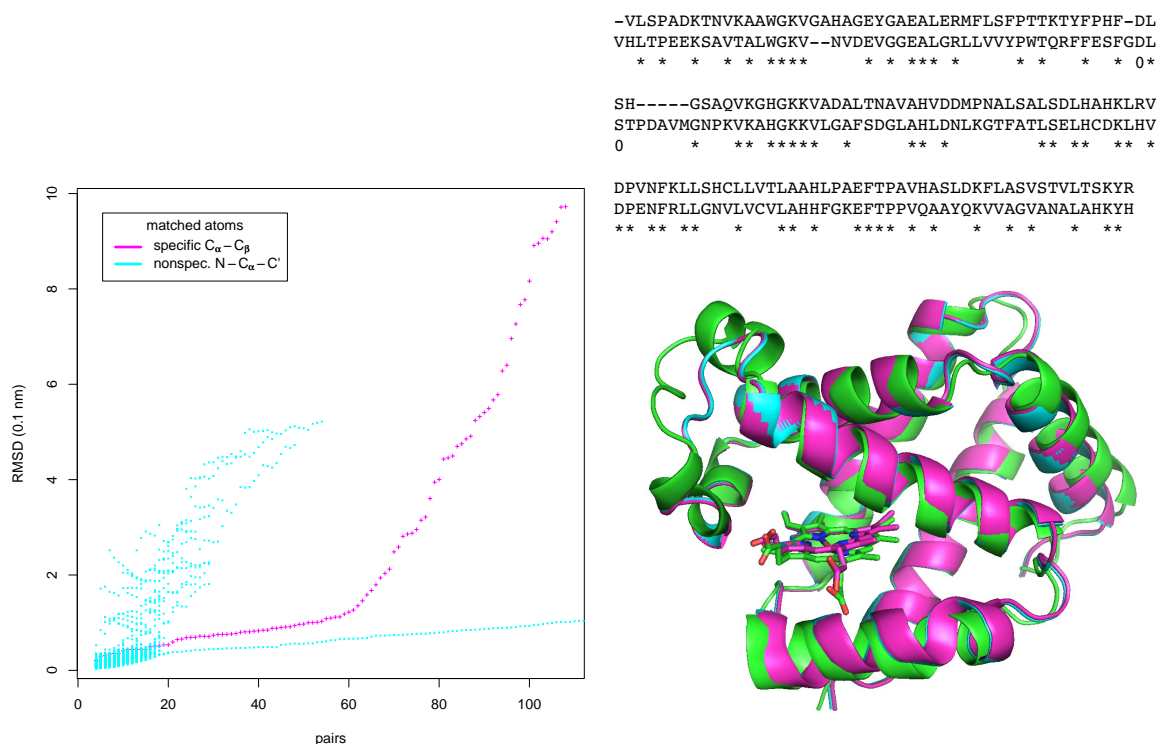 -VLSPADKTNVKAAWGKVGAHAGEYGAEALERMFLSFPTTKTYFPHF-DL
VHLTPEEKSAVTALWGKV--NVDEVGGEALGRLLVVYPWTQRFFESFGDL
  * *  *  * * ****     * * *** *     * *   *  * 0*
SH-----GSAQVKGHGKKVADALTNAVAHVDDMPNALSALSDLHAHKLRV
STPDAVMGNPKVKAHGKKVLGAFSDGLAHLDNLKGTFATLSELHCDKLHV
0      *   ** *****  *     **  *        ** **  ** *
DPVNFKLLSHCLLVTLAAHLPAEFTPAVHASLDKFLASVSTVLTSKYR
DPENFRLLGNVLVCVLAHHFGKEFTPPVQAAYQKVVAGVANALAHKYH
** ** **   *   ** *   **** * *   *  * *    *  **
10
8
6
4
2
0
RMSD (0.1 nm)
matched atoms
specific Cα−Cβ
nonspec. N−Cα−C'
0 20 40 60 80 100
pairs